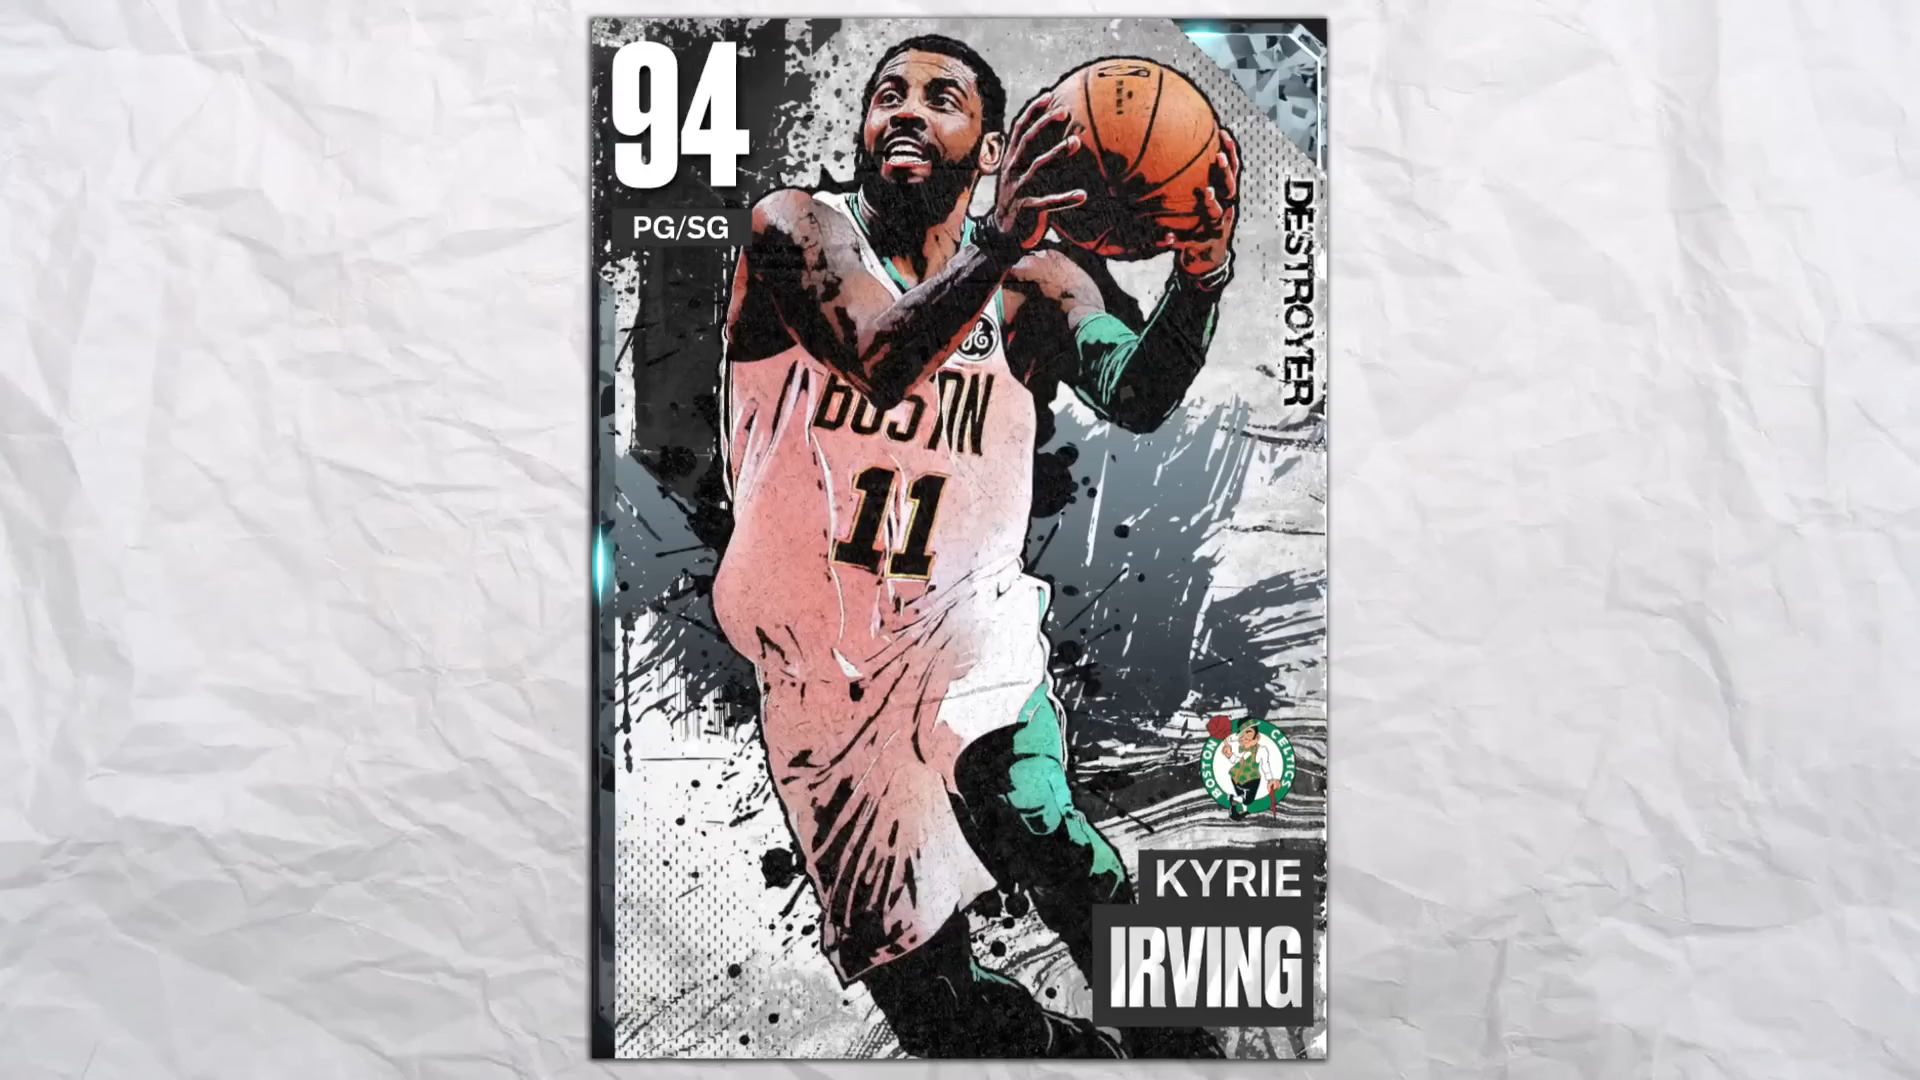 94
PG/SG
DESTROYER
BOSTON
11
BOSTON CELTICS
KYRIE
IRVING